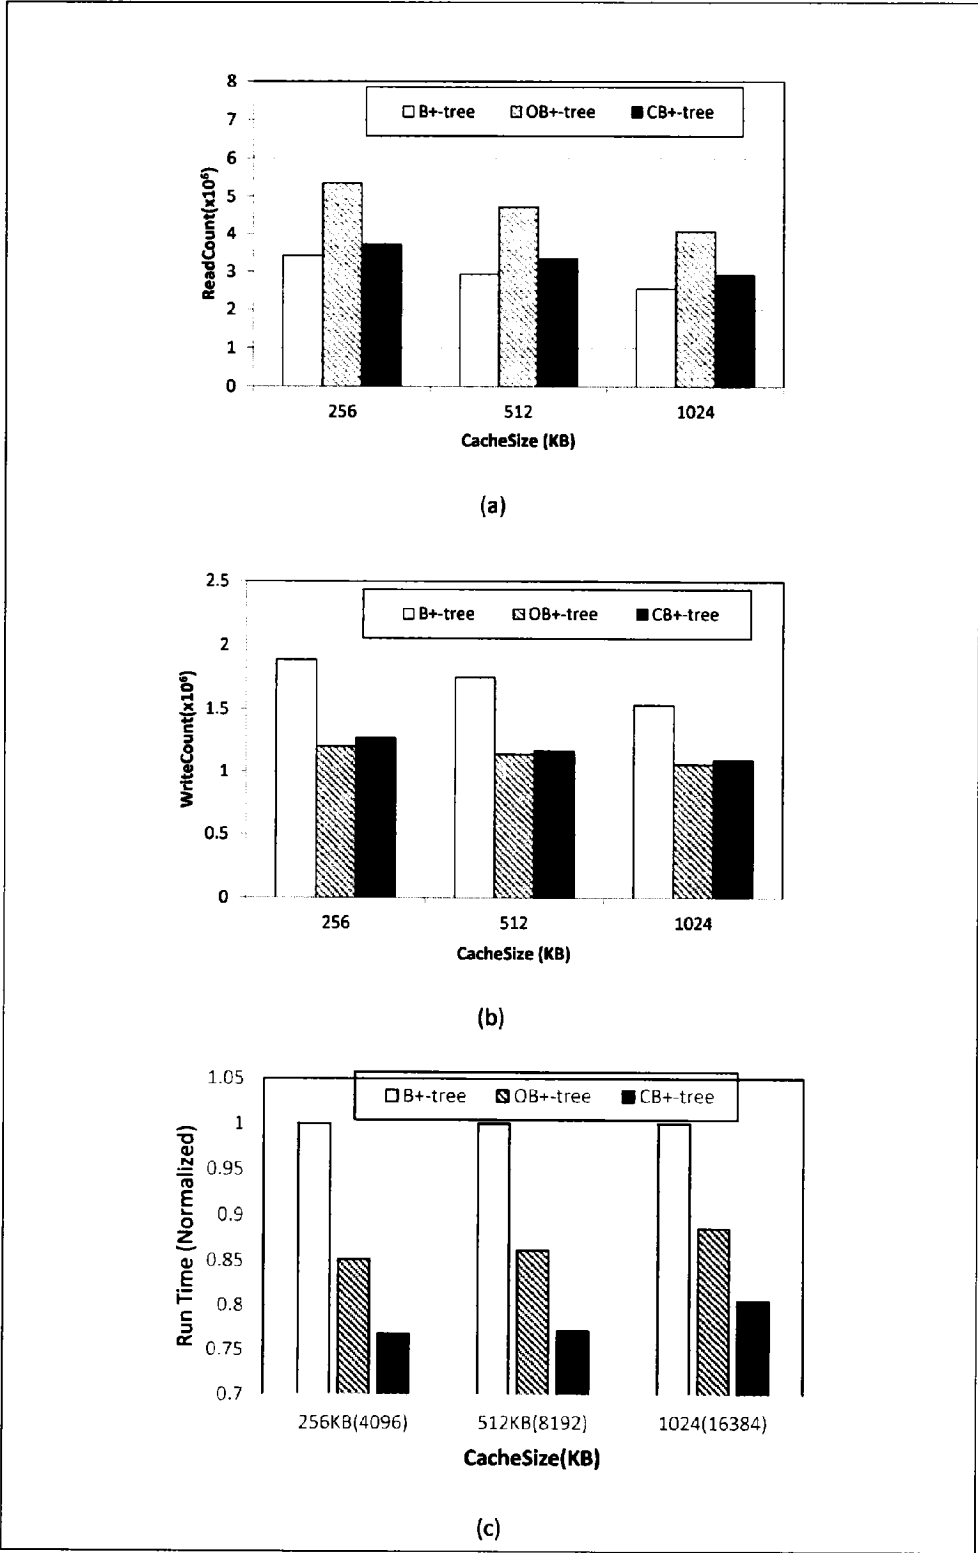 8
7
6
5
4
3
2
1
0
ReadCount(x10⁶)
B+-tree OB+-tree CB+-tree
256 512 1024
CacheSize (KB)
(a)
2.5
2
1.5
1
0.5
0
WriteCount(x10⁶)
B+-tree OB+-tree CB+-tree
256 512 1024
CacheSize (KB)
(b)
1.05
1
0.95
0.9
0.85
0.8
0.75
0.7
Run Time (Normalized)
B+-tree OB+-tree CB+-tree
256KB(4096) 512KB(8192) 1024(16384)
CacheSize(KB)
(c)